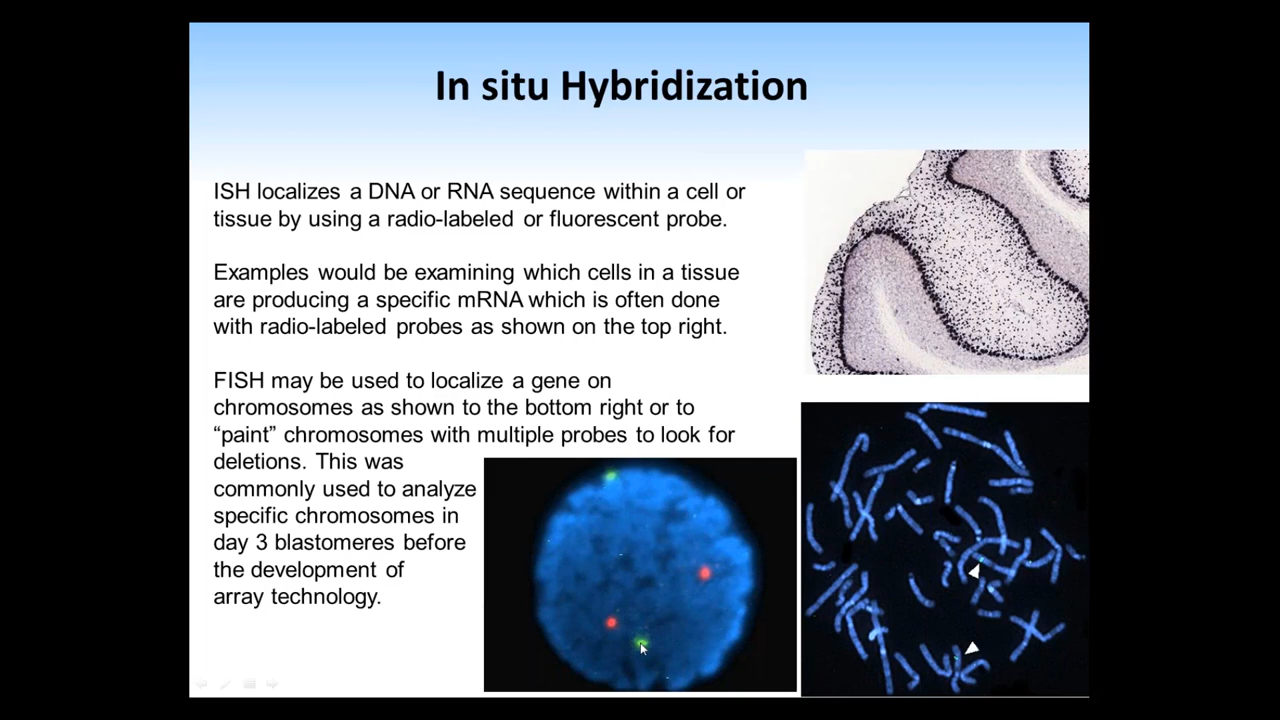 In situ Hybridization
ISH localizes a DNA or RNA sequence within a cell or
tissue by using a radio-labeled or fluorescent probe.
Examples would be examining which cells in a tissue
are producing a specific mRNA which is often done
with radio-labeled probes as shown on the top right.
FISH may be used to localize a gene on
chromosomes as shown to the bottom right or to
“paint” chromosomes with multiple probes to look for
deletions. This was
commonly used to analyze
specific chromosomes in
day 3 blastomeres before
the development of
array technology.